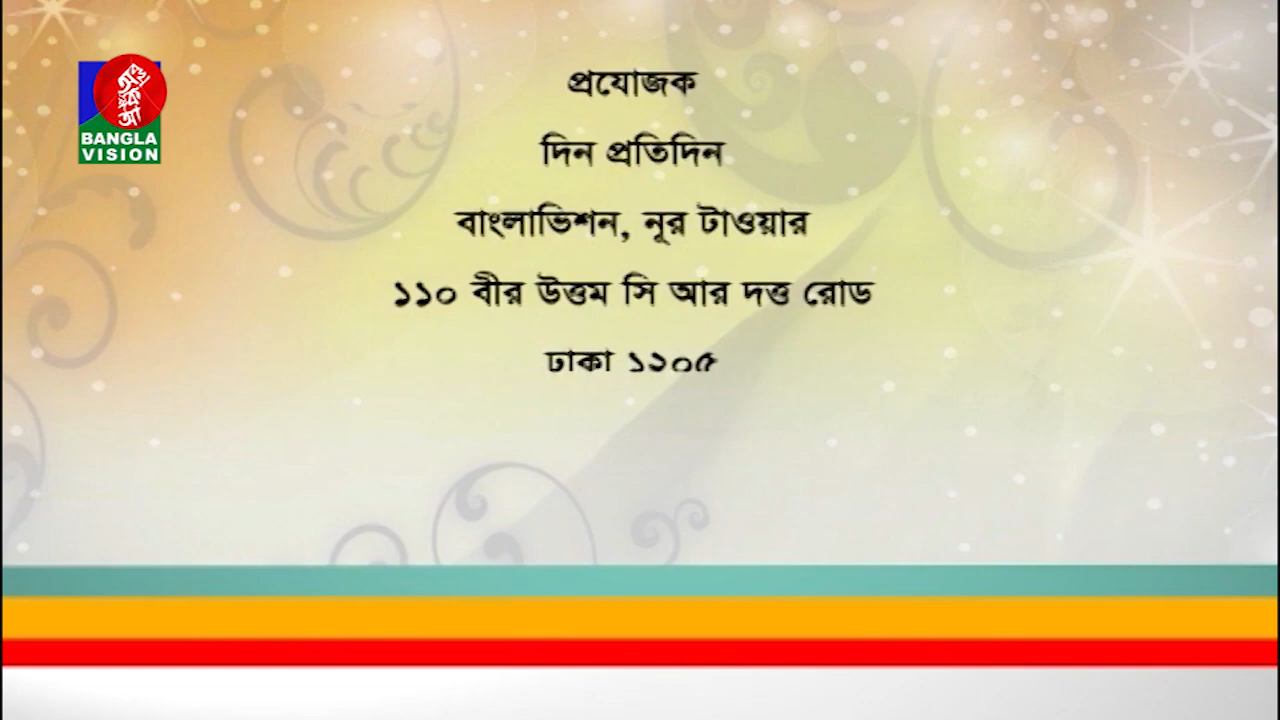 BANGLA
VISION
প্রযোজক
দিন প্রতিদিন
বাংলাভিশন, নূর টাওয়ার
১১০ বীর উত্তম সি আর দত্ত রোড
ঢাকা ১২০৫